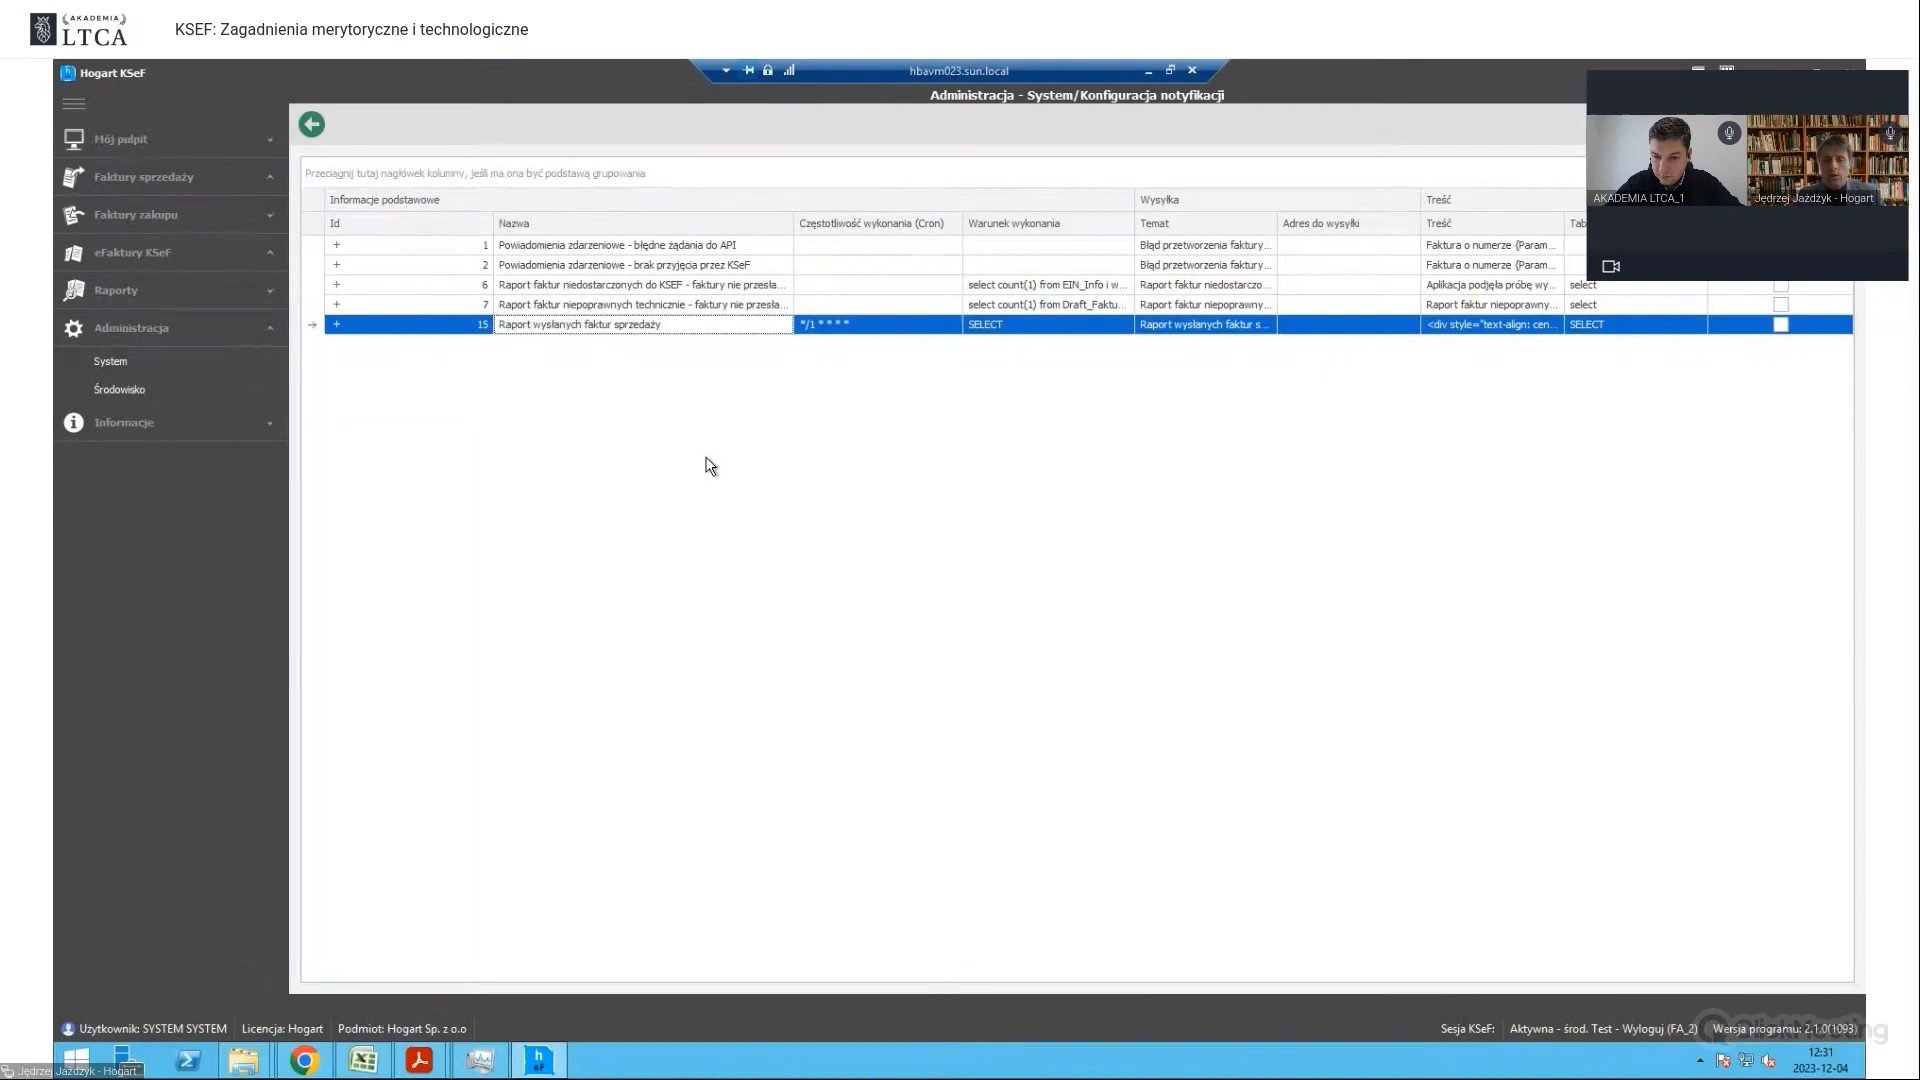 AKADEMIA
LTCA
KSEF: Zagadnienia merytoryczne i technologiczne
Hogart KSeF
hbavm023.sun.local
Administracja - System/Konfiguracja notyfikacji
Mój pulpit
Faktury sprzedaży
Faktury zakupu
eFaktury KSeF
Raporty
Administracja
System
Środowisko
Informacje
AKADEMIA LTCA_1
Jędrzej Jażdżyk - Hogart
Przeciągnij tutaj nagłówek kolumny, jeśli ma ona być podstawą grupowania
Informacje podstawowe Wysyłka Treść
Id Nazwa Częstotliwość wykonania (Cron) Warunek wykonania Temat Adres do wysyłki Treść Tab
+ 1 Powiadomienia zdarzeniowe - błędne żądania do API Błąd przetworzenia faktury... Faktura o numerze {Param...
+ 2 Powiadomienia zdarzeniowe - brak przyjęcia przez KSeF Błąd przetworzenia faktury... Faktura o numerze {Param...
+ 6 Raport faktur niedostarczonych do KSEF - faktury nie przesła... select count(1) from EIN_Info i w... Raport faktur niedostarczo... Aplikacja podjęła próbę wy... select
+ 7 Raport faktur niepoprawnych technicznie - faktury nie przesła... select count(1) from Draft_Faktu... Raport faktur niepoprawny... Raport faktur niepoprawny... select
+ 15 Raport wysłanych faktur sprzedaży */1 * * * * SELECT Raport wysłanych faktur s... <div style="text-align: cen... SELECT
Użytkownik: SYSTEM SYSTEM Licencja: Hogart Podmiot: Hogart Sp. z o.o
Sesja KSeF: Aktywna - środ. Test - Wyloguj (FA_2) Wersja programu: 2.1.0(1093)
ClickMeeting
h
eF
Jędrzej Jażdżyk - Hogart
12:31
2023-12-04